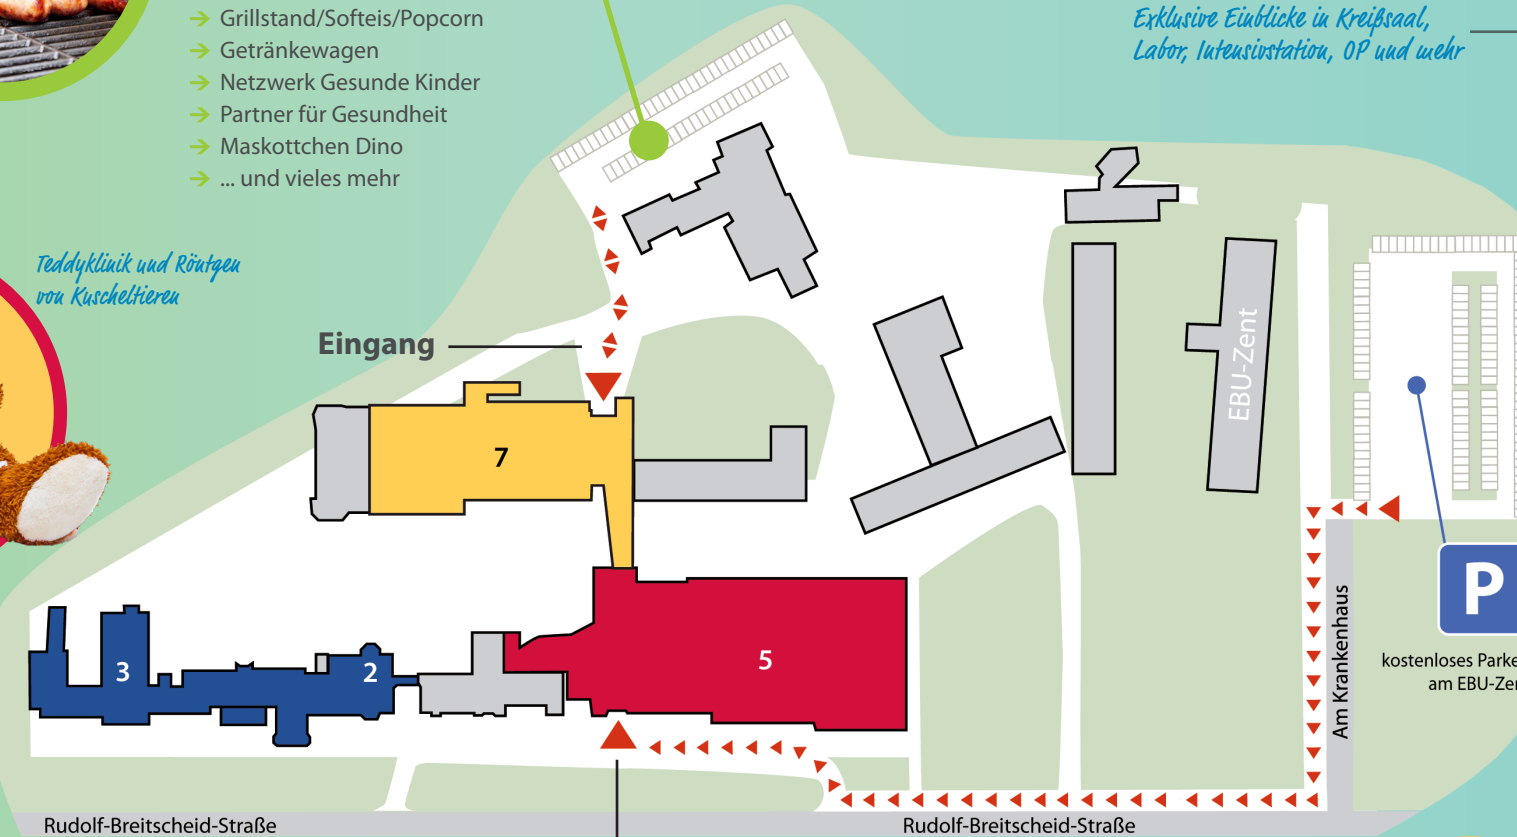 → Grillstand/Softeis/Popcorn
→ Getränkewagen
→ Netzwerk Gesunde Kinder
→ Partner für Gesundheit
→ Maskottchen Dino
→ ... und vieles mehr
Exklusive Einblicke in Kreißsaal,
Labor, Intensivstation, OP und mehr
Teddyklinik und Röntgen
von Kuscheltieren
Eingang
EBU-Zent
7
P
kostenloses Parke
am EBU-Ze
Am Krankenhaus
3
2
5
Rudolf-Breitscheid-Straße
Rudolf-Breitscheid-Straße